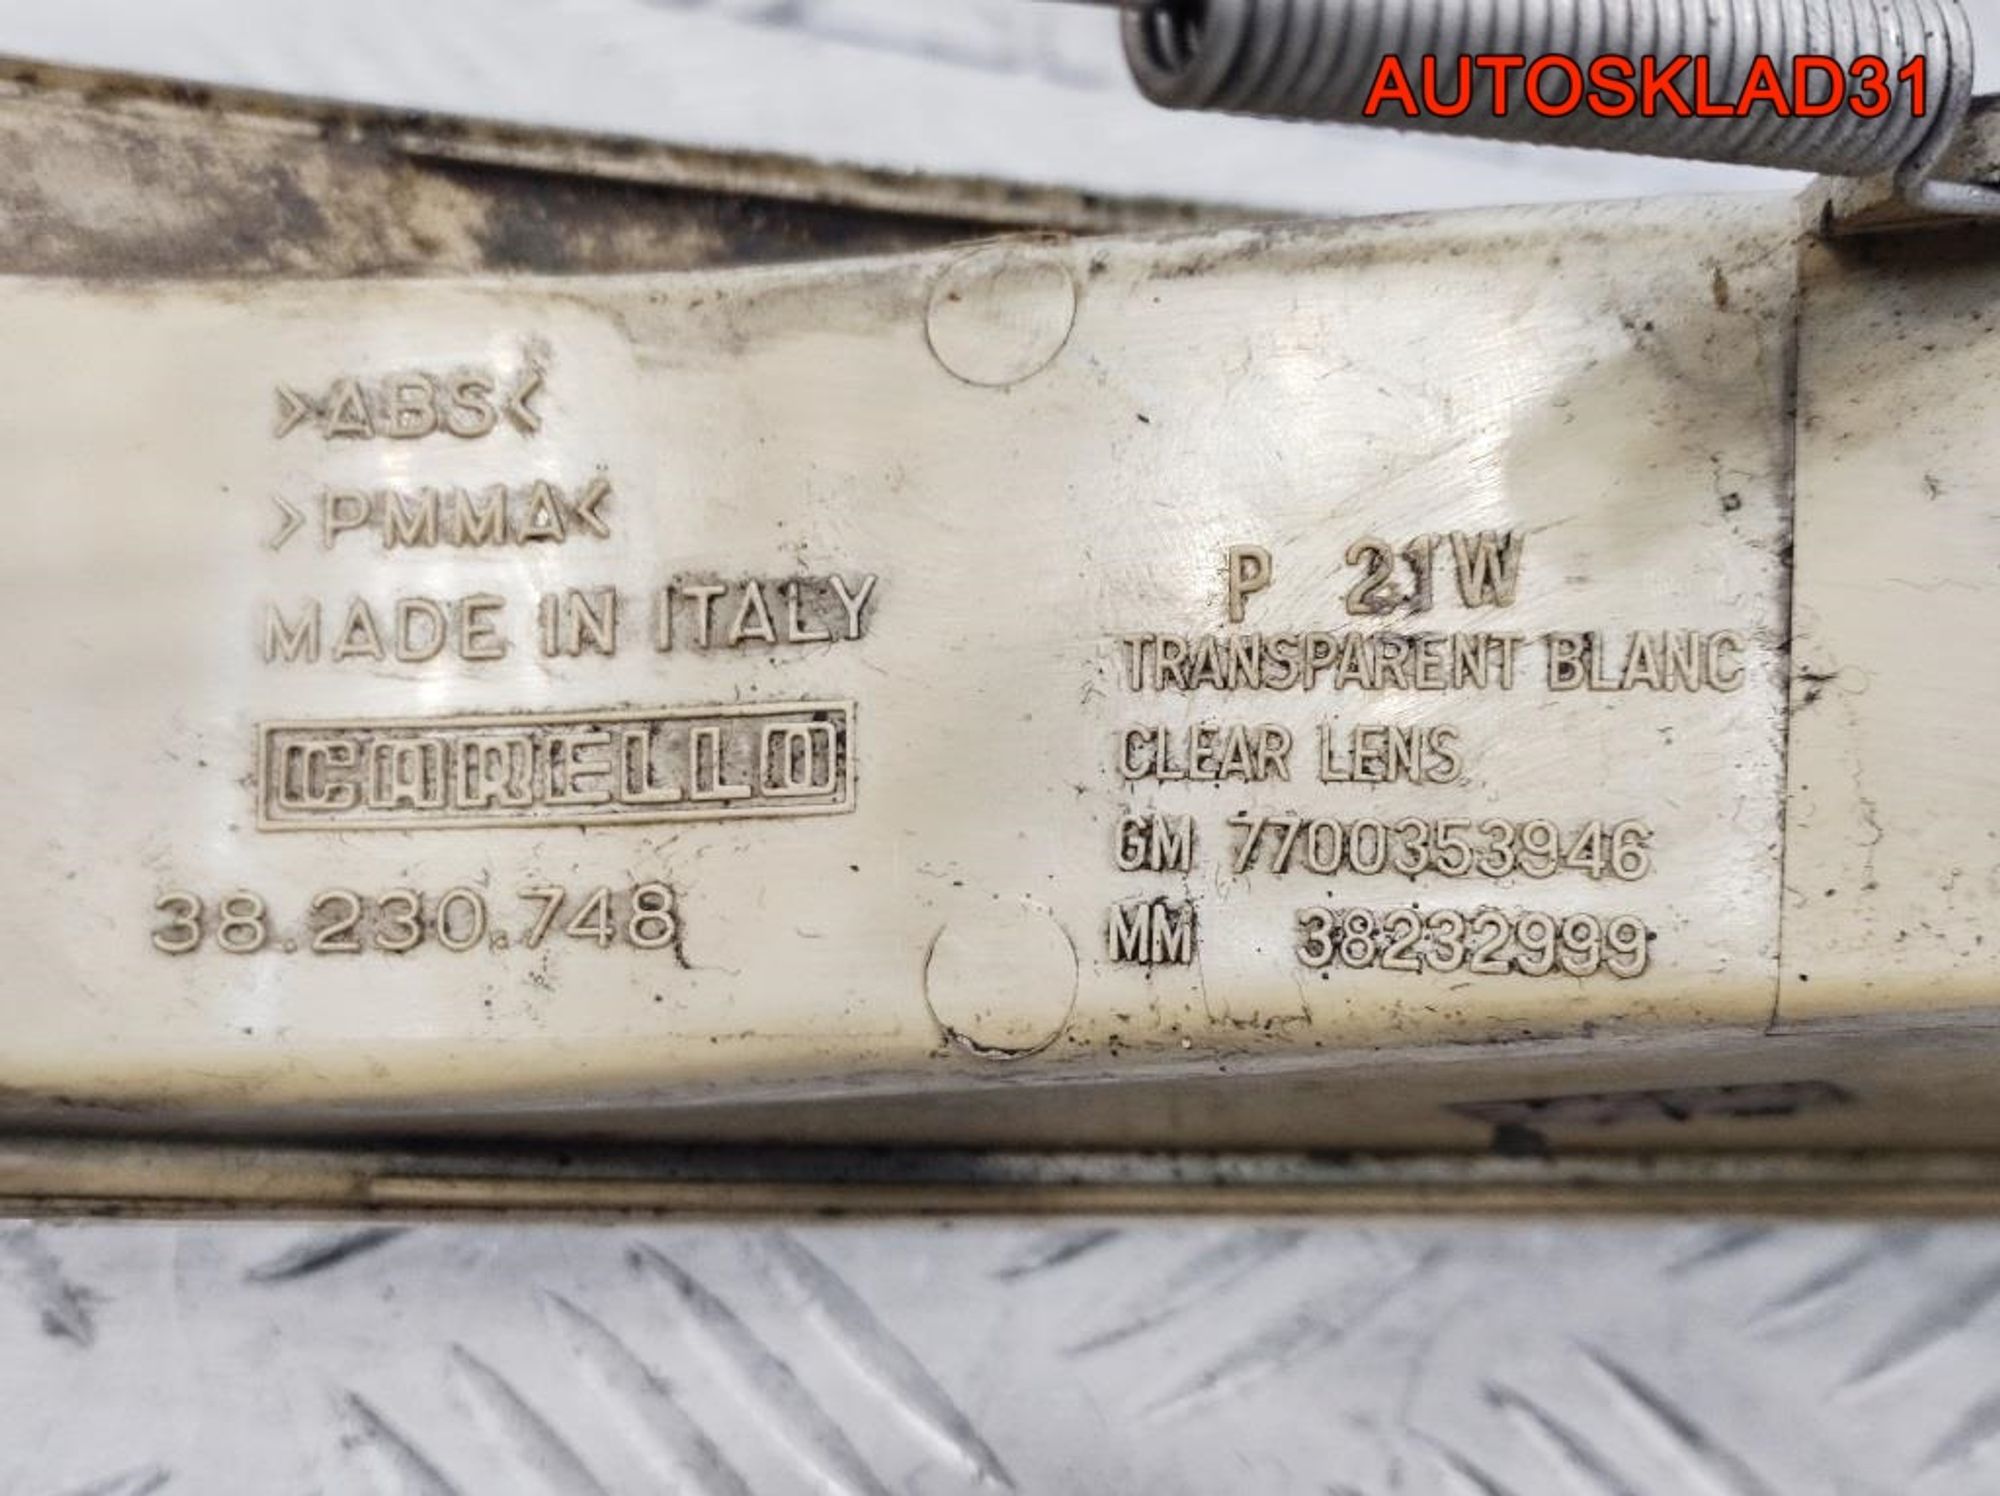 AUTOSKLAD31
>ABS<
>PMMA<
MADE IN ITALY
CARELLO
38.230.748
P 21W
TRANSPARENT BLANC
CLEAR LENS
GM 7700353946
MM 38232999